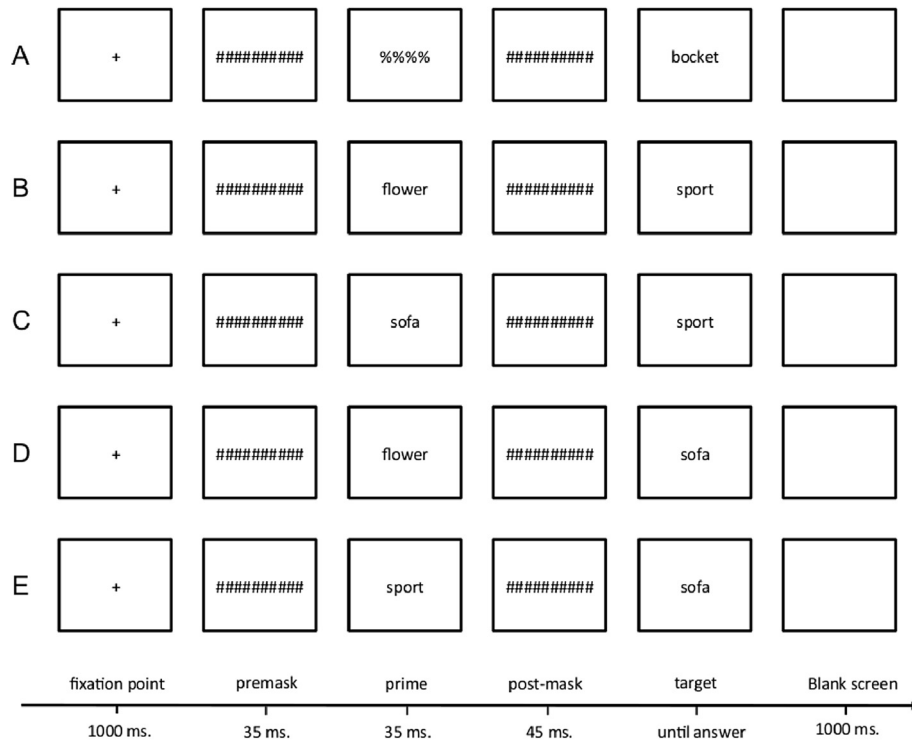 A + ########## %%%% ########## bocket
B + ########## flower ########## sport
C + ########## sofa ########## sport
D + ########## flower ########## sofa
E + ########## sport ########## sofa
fixation point premask prime post-mask target Blank screen
1000 ms. 35 ms. 35 ms. 45 ms. until answer 1000 ms.